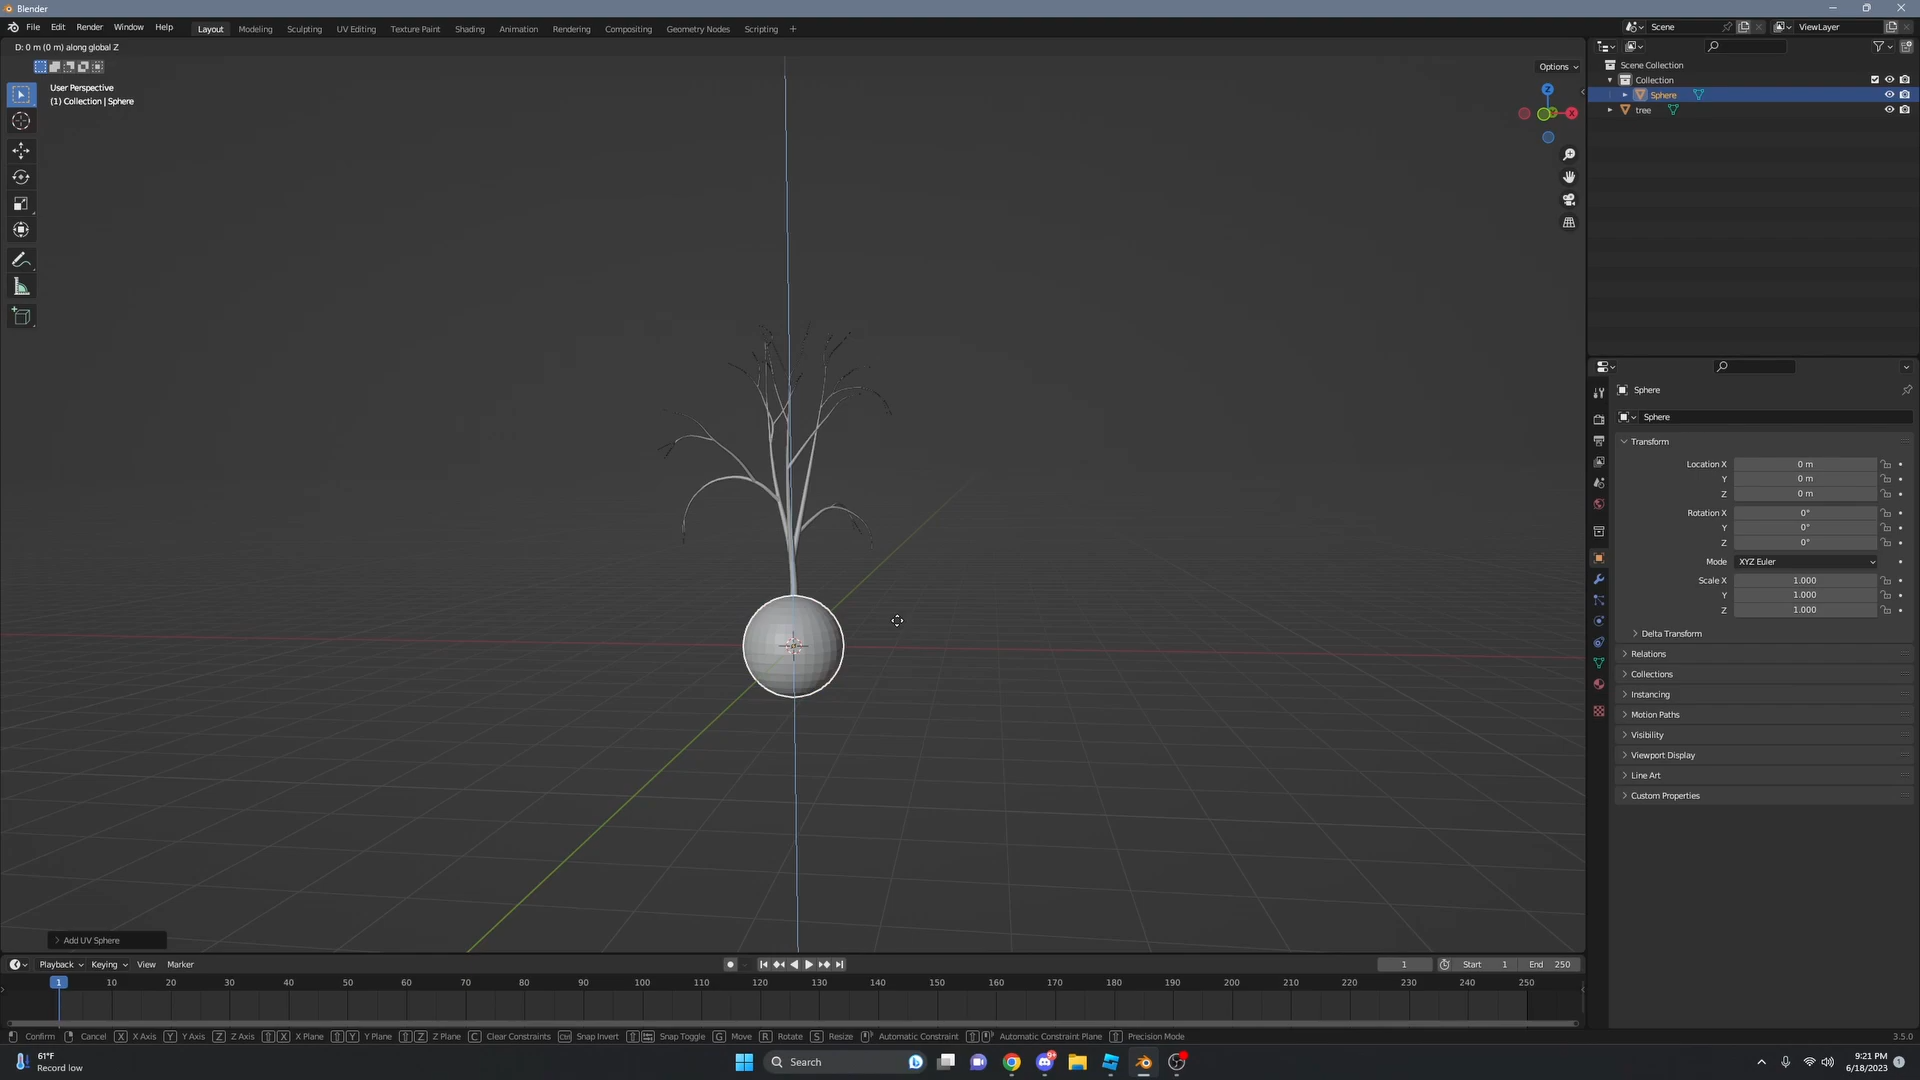 Blender
File Edit Render Window Help
Layout Modeling Sculpting UV Editing Texture Paint Shading Animation Rendering Compositing Geometry Nodes Scripting +
Scene ViewLayer
D: 0 m (0 m) along global Z
Options
User Perspective
(1) Collection | Sphere
Z
X
Scene Collection
Collection
Sphere
tree
Sphere
Sphere
Transform
Location X 0 m
Y 0 m
Z 0 m
Rotation X 0°
Y 0°
Z 0°
Mode XYZ Euler
Scale X 1.000
Y 1.000
Z 1.000
Delta Transform
Relations
Collections
Instancing
Motion Paths
Visibility
Viewport Display
Line Art
Custom Properties
Add UV Sphere
Playback Keying View Marker
1 Start 1 End 250
1 10 20 30 40 50 60 70 80 90 100 110 120 130 140 150 160 170 180 190 200 210 220 230 240 250
Confirm Cancel X X Axis Y Y Axis Z Z Axis X X Plane Y Y Plane Z Z Plane C Clear Constraints Ctrl Snap Invert Snap Toggle G Move R Rotate S Resize Automatic Constraint Automatic Constraint Plane Precision Mode 3.5.0
61°F
Record low
Search
9:21 PM
6/18/2023
1